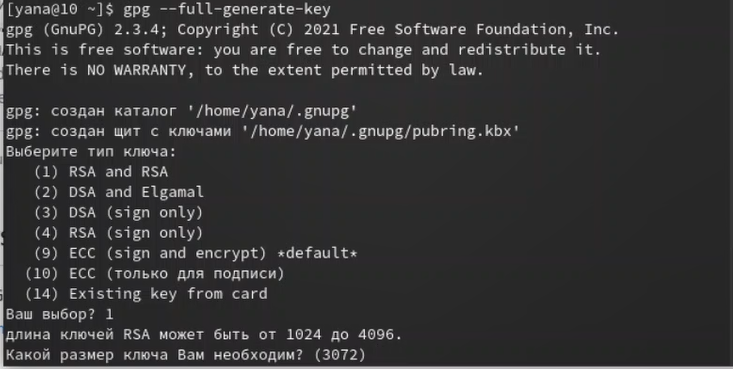 [yana@10 ~]$ gpg --full-generate-key
gpg (GnuPG) 2.3.4; Copyright (C) 2021 Free Software Foundation, Inc.
This is free software: you are free to change and redistribute it.
There is NO WARRANTY, to the extent permitted by law.
gpg: создан каталог '/home/yana/.gnupg'
gpg: создан щит с ключами '/home/yana/.gnupg/pubring.kbx'
Выберите тип ключа:
(1) RSA and RSA
(2) DSA and Elgamal
(3) DSA (sign only)
(4) RSA (sign only)
(9) ECC (sign and encrypt) *default*
(10) ECC (только для подписи)
(14) Existing key from card
Ваш выбор? 1
длина ключей RSA может быть от 1024 до 4096.
Какой размер ключа Вам необходим? (3072)